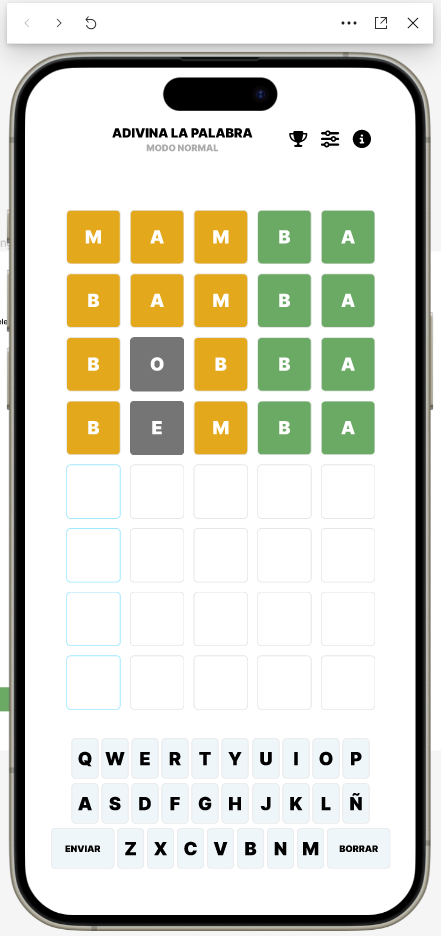 ADIVINA LA PALABRA
MODO NORMAL
M A M B A
B A M B A
B O B B A
B E M B A
Q W E R T Y U I O P
A S D F G H J K L Ñ
ENVIAR Z X C V B N M BORRAR